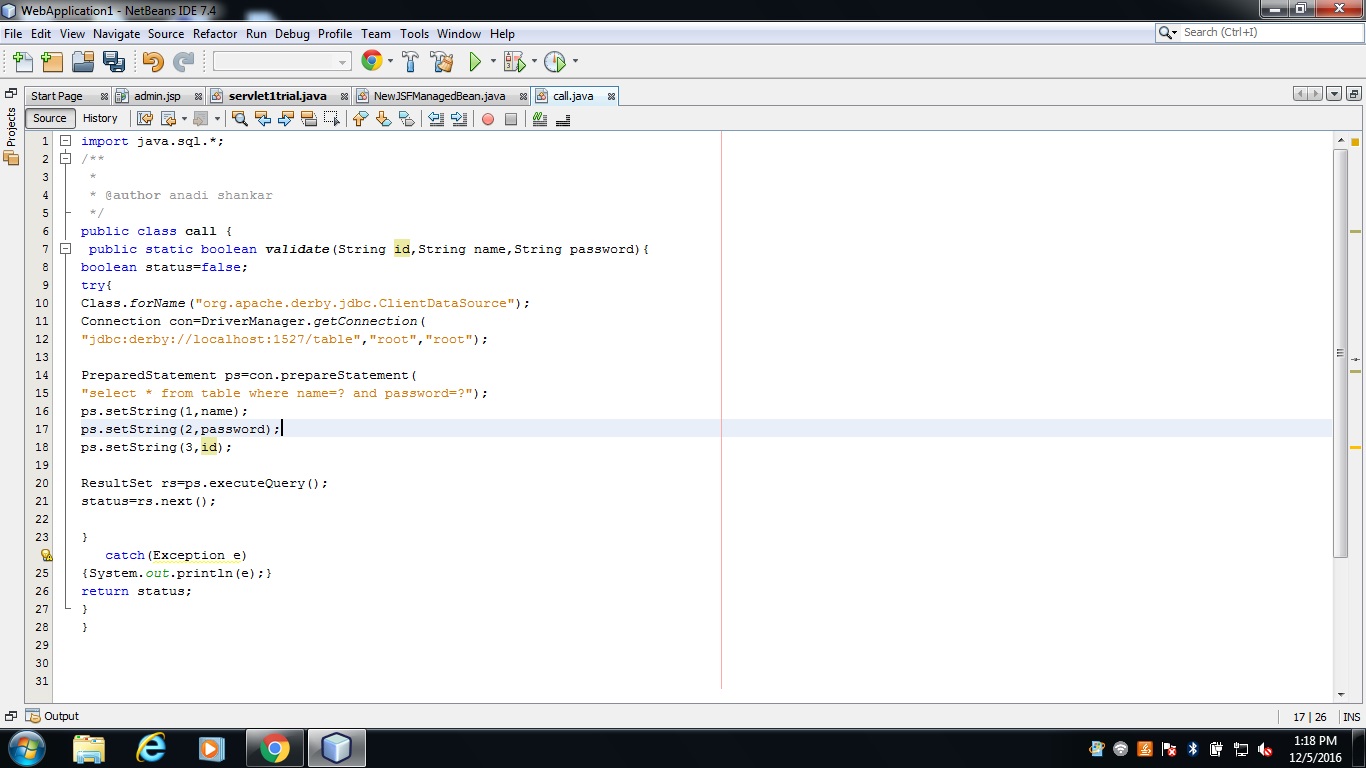 WebApplication1 - NetBeans IDE 7.4
File Edit View Navigate Source Refactor Run Debug Profile Team Tools Window Help
Search (Ctrl+I)
Start Page admin.jsp servlet1trial.java NewJSFManagedBean.java call.java
Projects
Source History
1 import java.sql.*;
2 /**
3 *
4 * @author anadi shankar
5 */
6 public class call {
7 public static boolean validate(String id,String name,String password){
8 boolean status=false;
9 try{
10 Class.forName("org.apache.derby.jdbc.ClientDataSource");
11 Connection con=DriverManager.getConnection(
12 "jdbc:derby://localhost:1527/table","root","root");
13
14 PreparedStatement ps=con.prepareStatement(
15 "select * from table where name=? and password=?");
16 ps.setString(1,name);
17 ps.setString(2,password);
18 ps.setString(3,id);
19
20 ResultSet rs=ps.executeQuery();
21 status=rs.next();
22
23 }
catch(Exception e)
25 {System.out.println(e);}
26 return status;
27 }
28 }
29
30
31
Output
17 | 26 INS
1:18 PM
12/5/2016